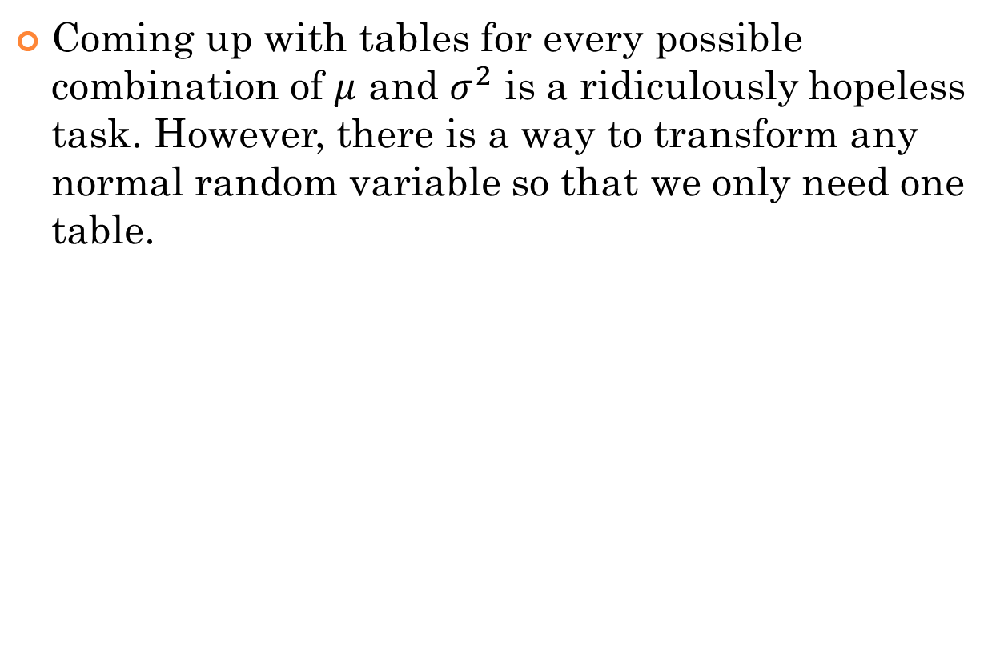 Coming up with tables for every possible
combination of μ and σ² is a ridiculously hopeless
task. However, there is a way to transform any
normal random variable so that we only need one
table.